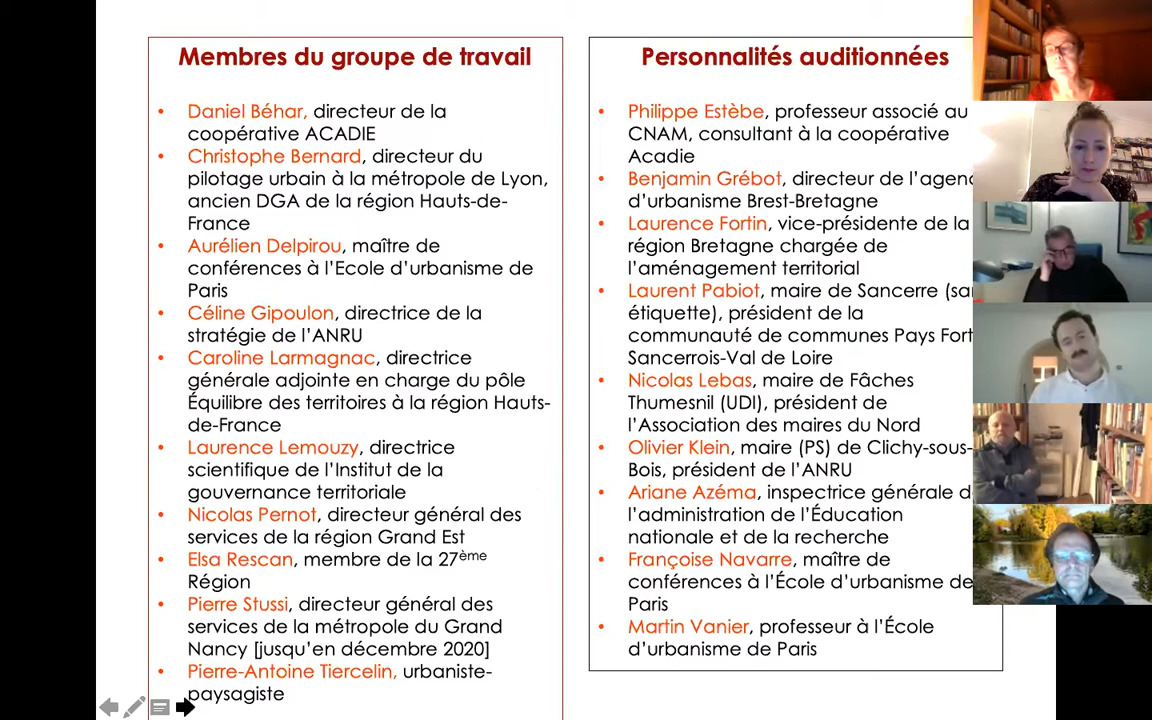 Membres du groupe de travail
• Daniel Béhar, directeur de la
coopérative ACADIE
• Christophe Bernard, directeur du
pilotage urbain à la métropole de Lyon,
ancien DGA de la région Hauts-de-
France
• Aurélien Delpirou, maître de
conférences à l’Ecole d’urbanisme de
Paris
• Céline Gipoulon, directrice de la
stratégie de l’ANRU
• Caroline Larmagnac, directrice
générale adjointe en charge du pôle
Équilibre des territoires à la région Hauts-
de-France
• Laurence Lemouzy, directrice
scientifique de l’Institut de la
gouvernance territoriale
• Nicolas Pernot, directeur général des
services de la région Grand Est
• Elsa Rescan, membre de la 27ème
Région
• Pierre Stussi, directeur général des
services de la métropole du Grand
Nancy [jusqu’en décembre 2020]
• Pierre-Antoine Tiercelin, urbaniste-
paysagiste
Personnalités auditionnées
• Philippe Estèbe, professeur associé au
CNAM, consultant à la coopérative
Acadie
• Benjamin Grébot, directeur de l’agenc
d’urbanisme Brest-Bretagne
• Laurence Fortin, vice-présidente de la
région Bretagne chargée de
l’aménagement territorial
• Laurent Pabiot, maire de Sancerre (san
étiquette), président de la
communauté de communes Pays Fort
Sancerrois-Val de Loire
• Nicolas Lebas, maire de Fâches
Thumesnil (UDI), président de
l’Association des maires du Nord
• Olivier Klein, maire (PS) de Clichy-sous-
Bois, président de l’ANRU
• Ariane Azéma, inspectrice générale d
l’administration de l’Éducation
nationale et de la recherche
• Françoise Navarre, maître de
conférences à l’École d’urbanisme de
Paris
• Martin Vanier, professeur à l’École
d’urbanisme de Paris